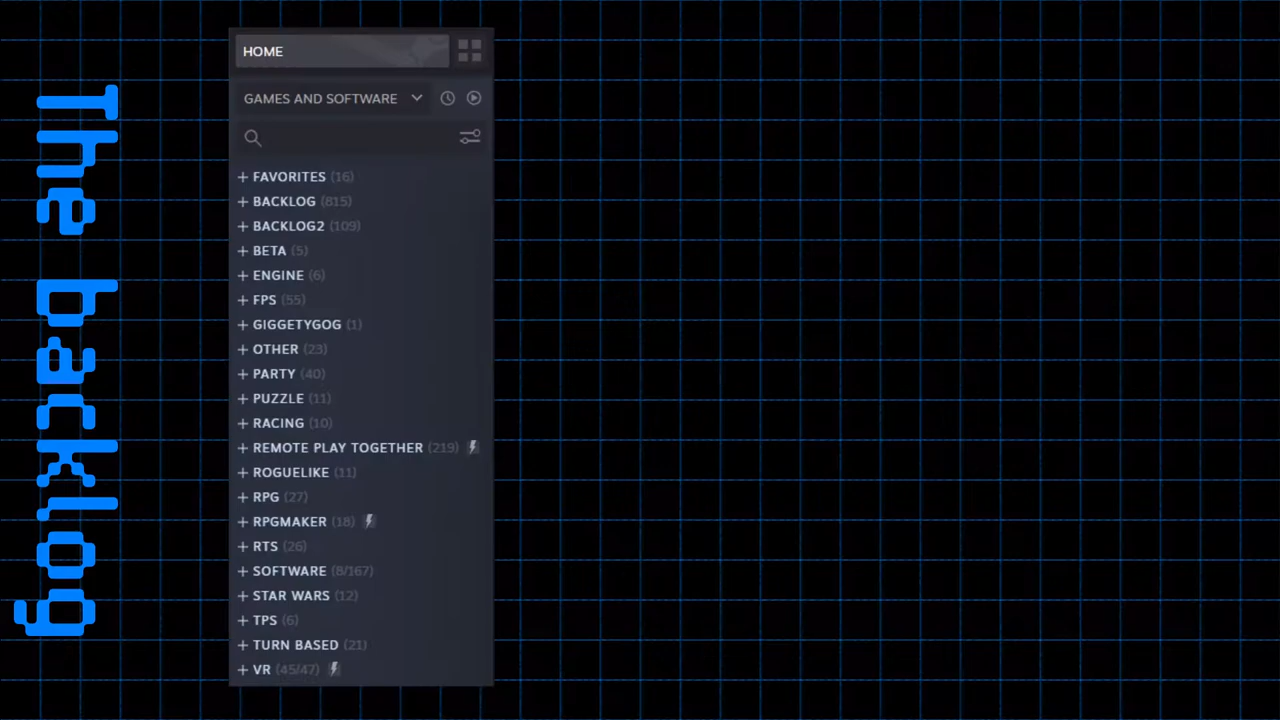 The backlog
HOME
GAMES AND SOFTWARE
+ FAVORITES (16)
+ BACKLOG (815)
+ BACKLOG2 (109)
+ BETA (5)
+ ENGINE (6)
+ FPS (55)
+ GIGGETYGOG (1)
+ OTHER (23)
+ PARTY (40)
+ PUZZLE (11)
+ RACING (10)
+ REMOTE PLAY TOGETHER (219)
+ ROGUELIKE (11)
+ RPG (27)
+ RPGMAKER (18)
+ RTS (26)
+ SOFTWARE (8/167)
+ STAR WARS (12)
+ TPS (6)
+ TURN BASED (21)
+ VR (45/47)